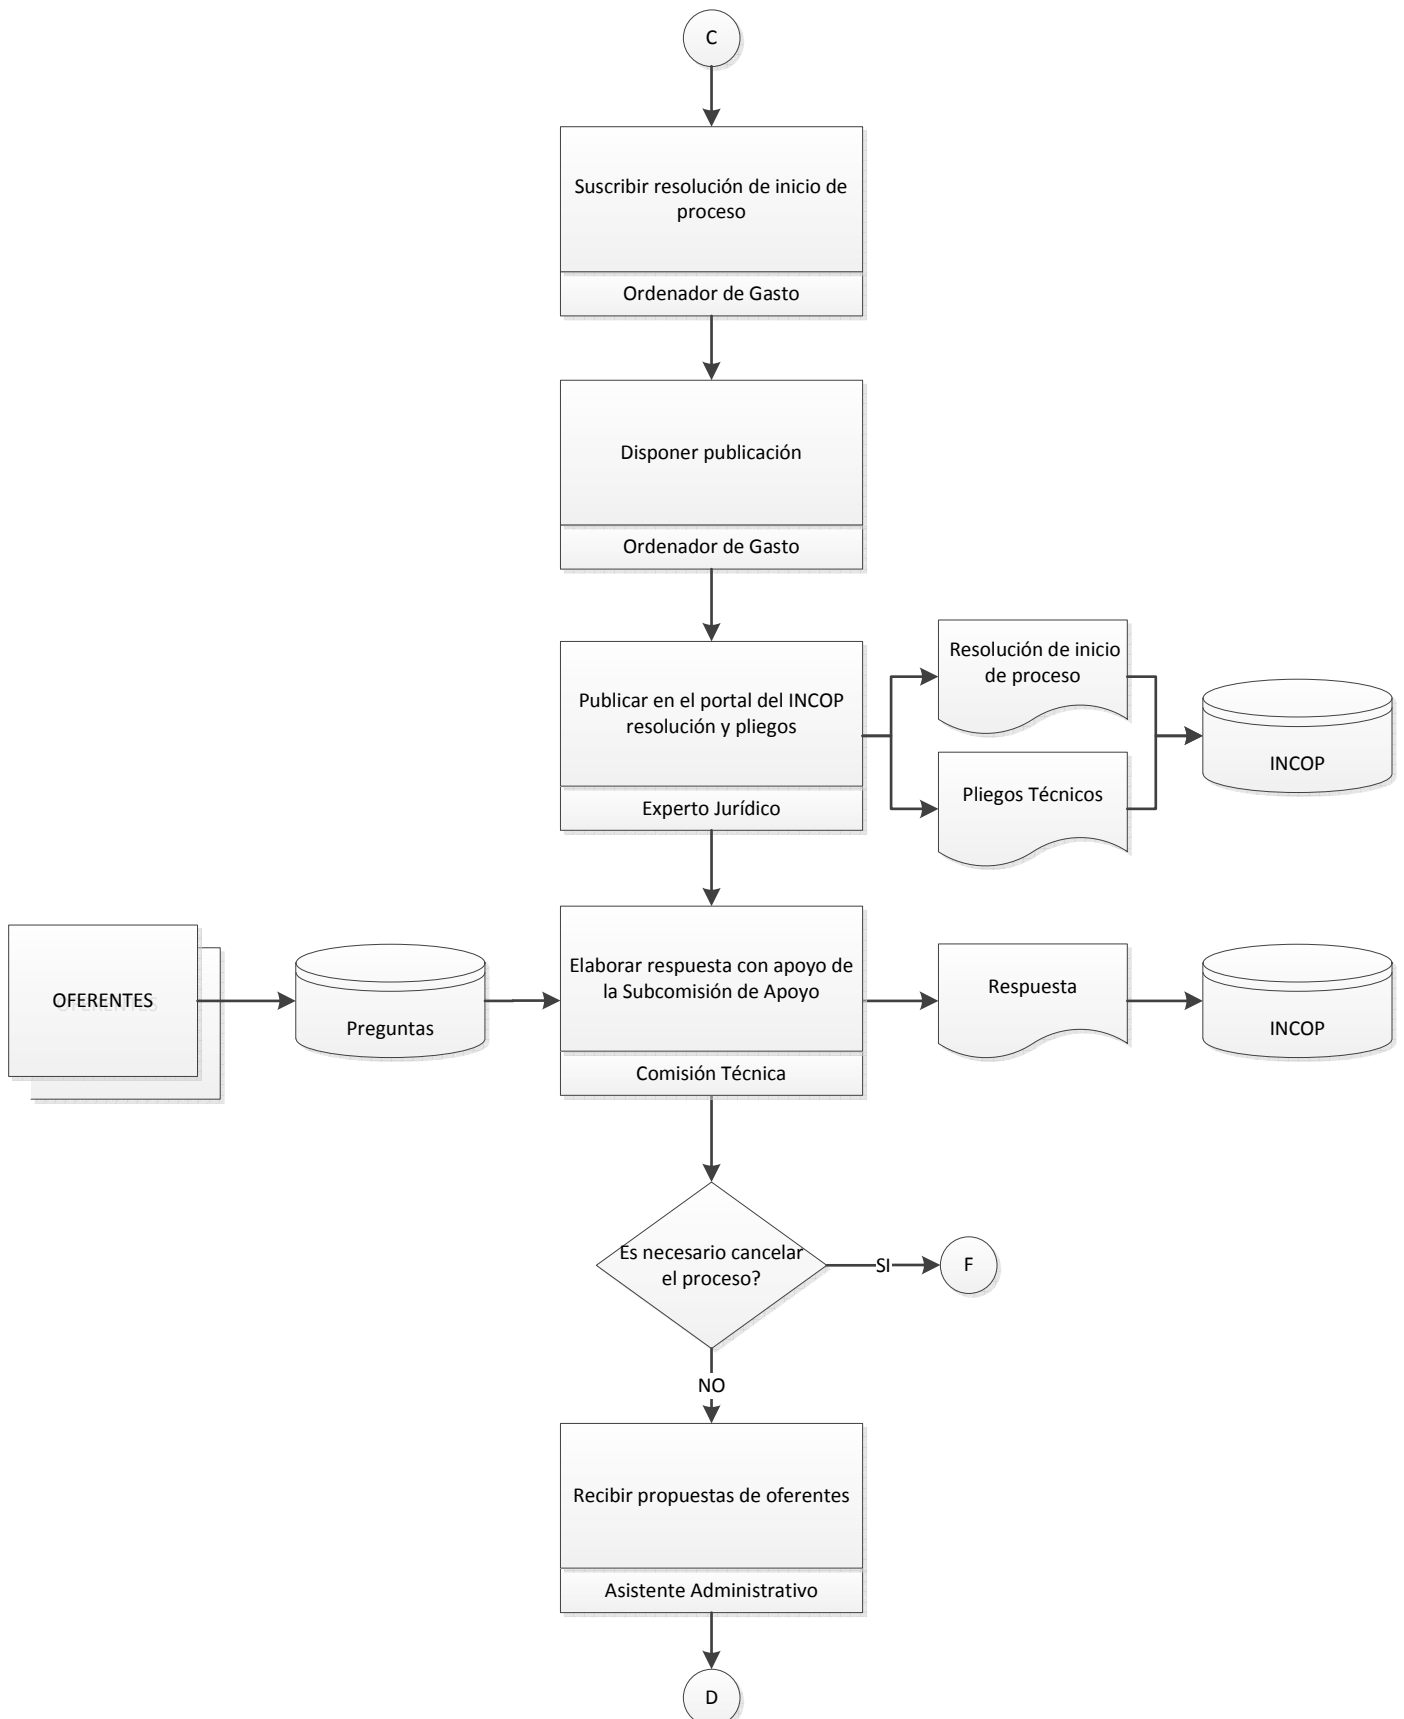 C
Suscribir resolución de inicio de
proceso
Ordenador de Gasto
Disponer publicación
Ordenador de Gasto
Publicar en el portal del INCOP
resolución y pliegos
Experto Jurídico
Resolución de inicio
de proceso
Pliegos Técnicos
INCOP
OFERENTES
Preguntas
Elaborar respuesta con apoyo de
la Subcomisión de Apoyo
Comisión Técnica
Respuesta
INCOP
Es necesario cancelar
el proceso?
SI
F
NO
Recibir propuestas de oferentes
Asistente Administrativo
D